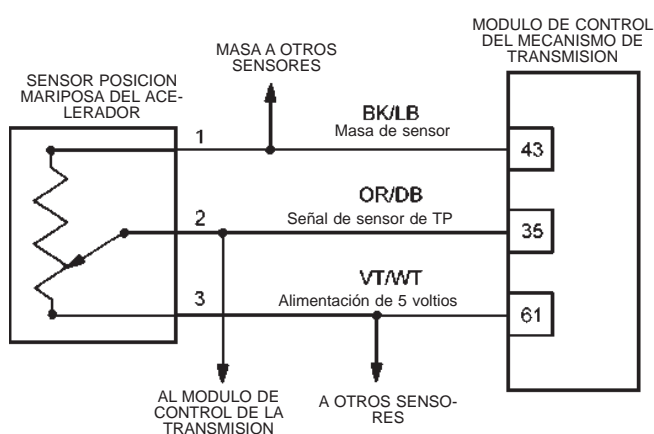 MODULO DE CONTROL
DEL MECANISMO DE
TRANSMISION
MASA A OTROS
SENSORES
SENSOR POSICION
MARIPOSA DEL ACE-
LERADOR
1
BK/LB
Masa de sensor
43
2
OR/DB
Señal de sensor de TP
35
3
VT/WT
Alimentación de 5 voltios
61
AL MODULO DE
CONTROL DE LA
TRANSMISION
A OTROS SENSO-
RES